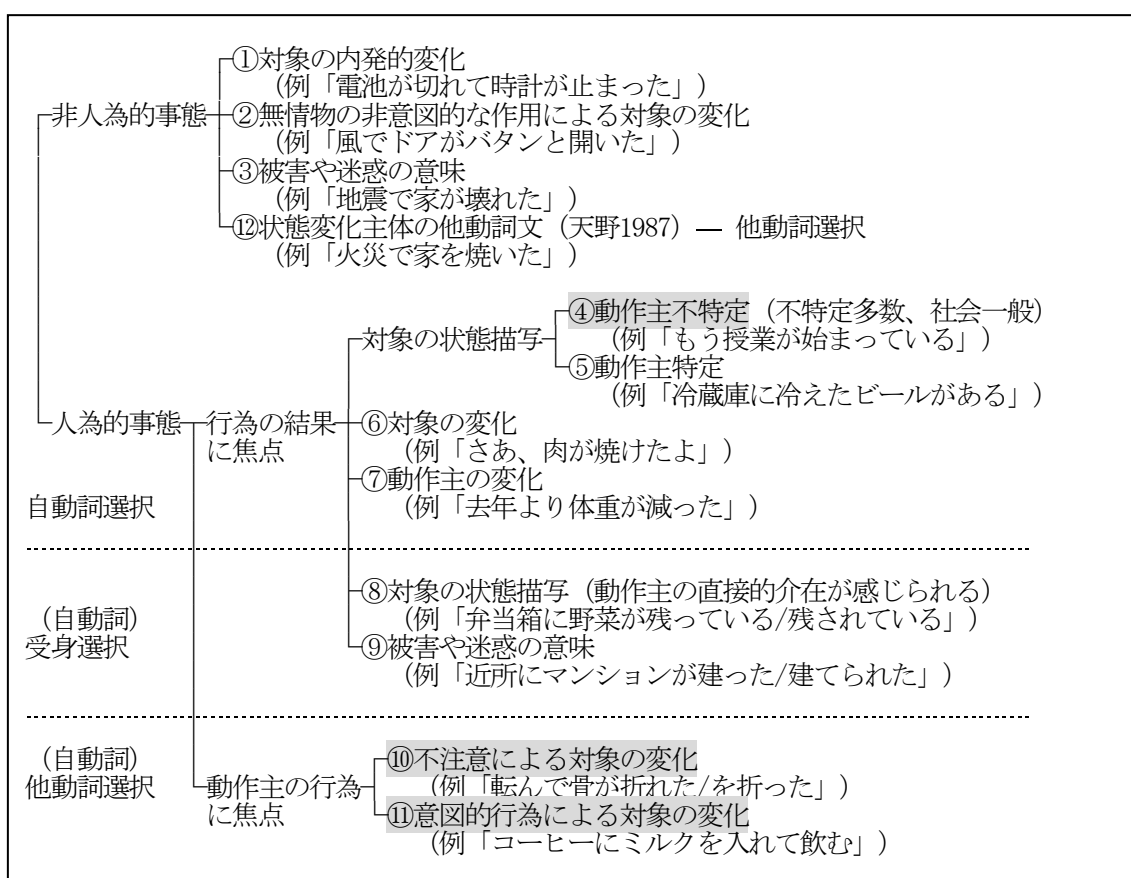 ①対象の内発的変化
(例「電池が切れて時計が止まった」)
非人為的事態
②無情物の非意図的な作用による対象の変化
(例「風でドアがバタンと開いた」)
③被害や迷惑の意味
(例「地震で家が壊れた」)
⑫状態変化主体の他動詞文(天野1987)― 他動詞選択
(例「火災で家を焼いた」)
④動作主不特定(不特定多数、社会一般)
対象の状態描写
(例「もう授業が始まっている」)
⑤動作主特定
(例「冷蔵庫に冷えたビールがある」)
人為的事態
行為の結果
に焦点
⑥対象の変化
(例「さあ、肉が焼けたよ」)
⑦動作主の変化
自動詞選択
(例「去年より体重が減った」)
⑧対象の状態描写(動作主の直接的介在が感じられる)
(自動詞)
受身選択
(例「弁当箱に野菜が残っている/残されている」)
⑨被害や迷惑の意味
(例「近所にマンションが建った/建てられた」)
(自動詞)
他動詞選択
動作主の行為
に焦点
⑩不注意による対象の変化
(例「転んで骨が折れた/を折った」)
⑪意図的行為による対象の変化
(例「コーヒーにミルクを入れて飲む」)